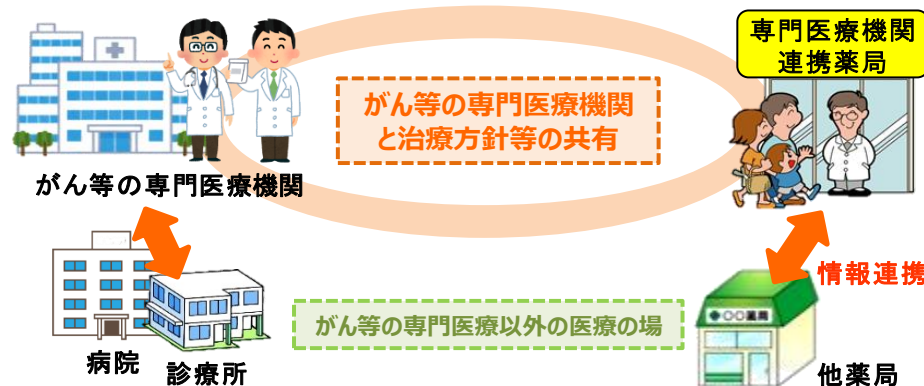 専門医療機関
連携薬局
がん等の専門医療機関
と治療方針等の共有
がん等の専門医療機関
情報連携
がん等の専門医療以外の医療の場
○○薬局
病院
診療所
他薬局